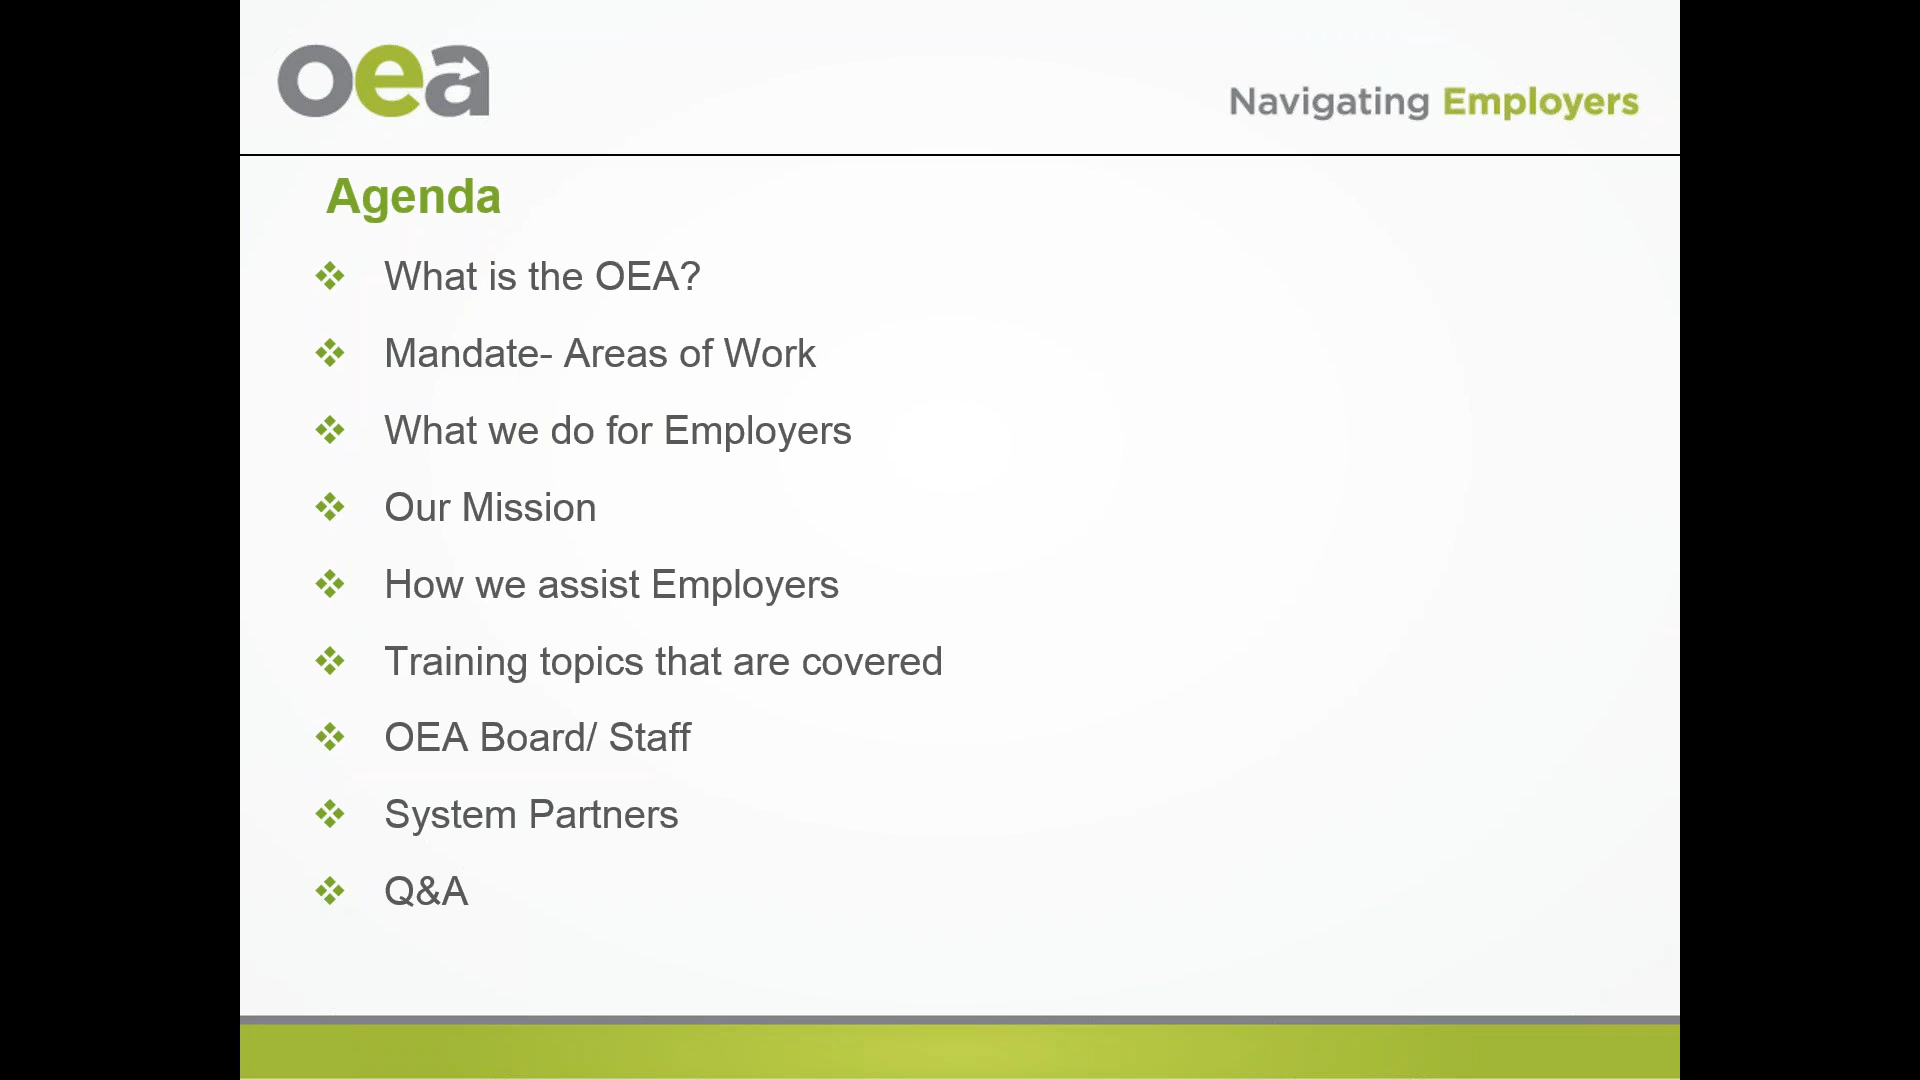 oea
Navigating Employers
Agenda
What is the OEA?
Mandate- Areas of Work
What we do for Employers
Our Mission
How we assist Employers
Training topics that are covered
OEA Board/ Staff
System Partners
Q&A